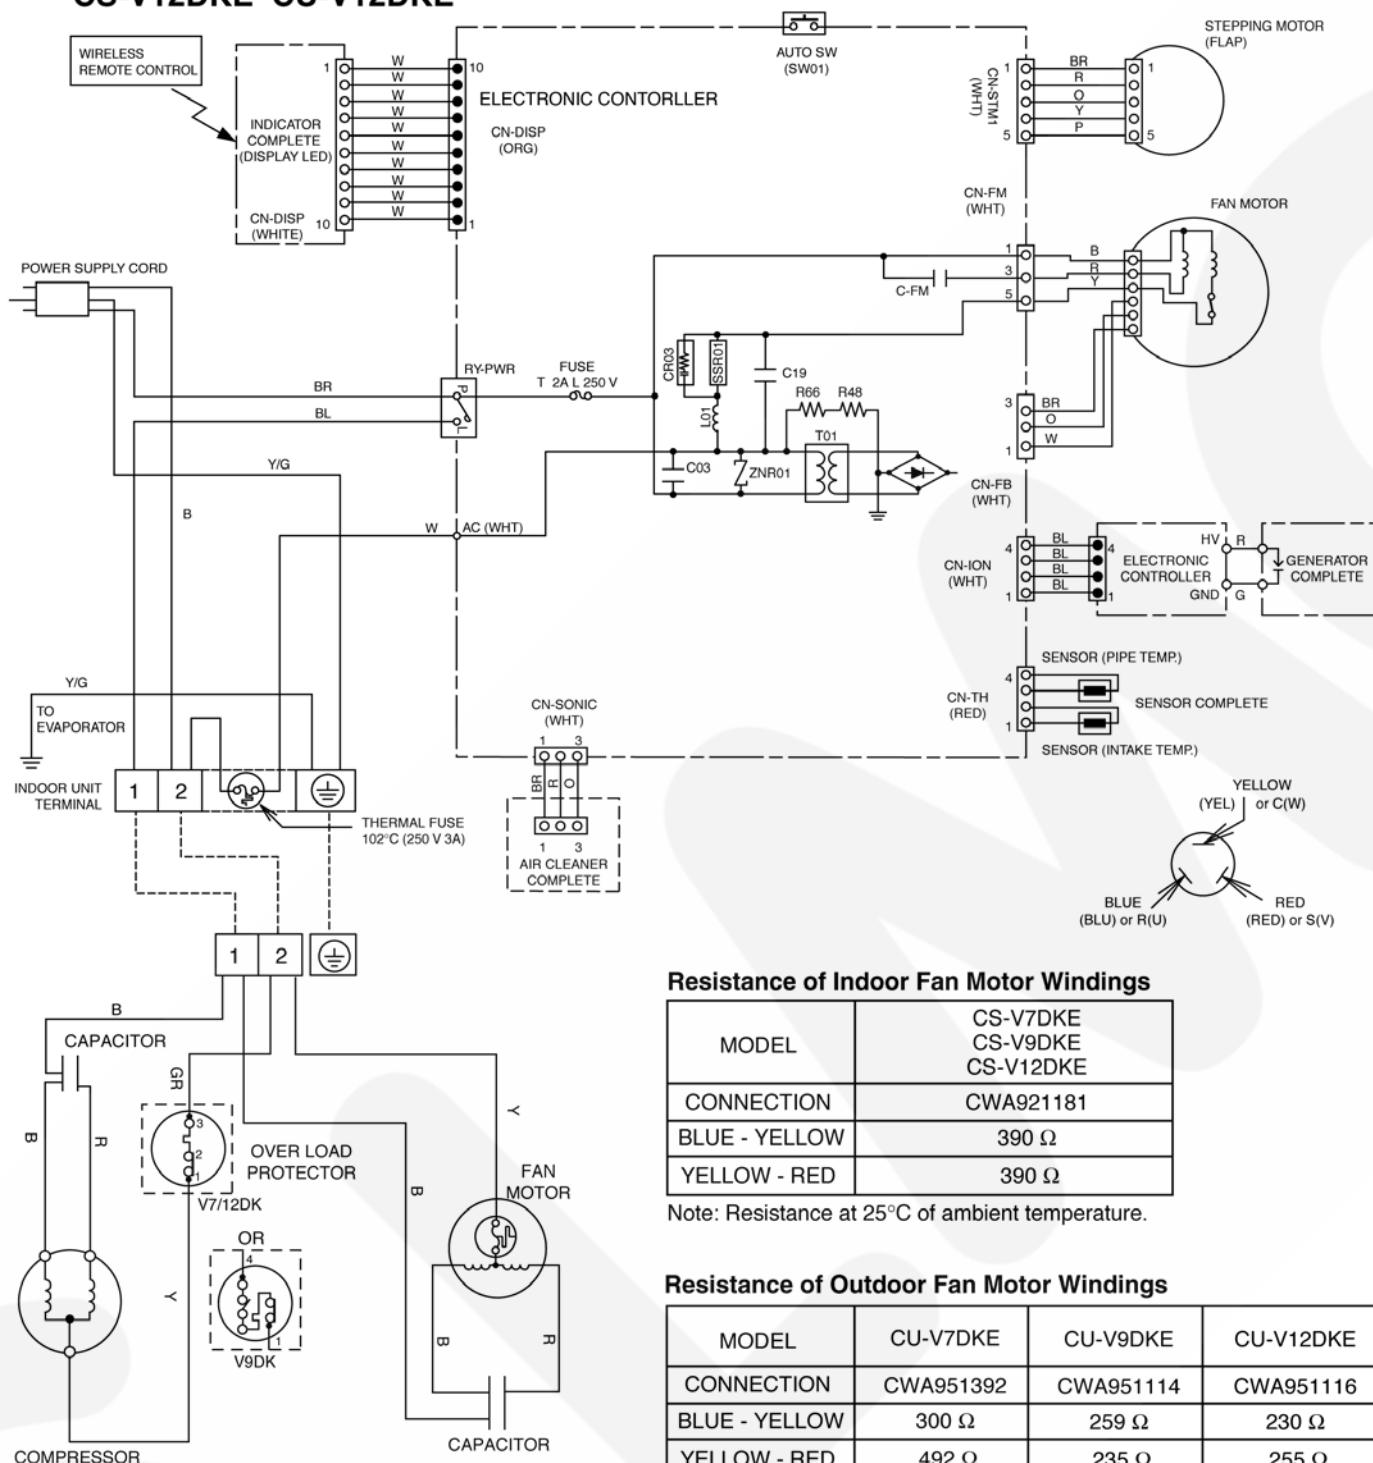 WIRELESS
REMOTE CONTROL
INDICATOR
COMPLETE
(DISPLAY LED)
CN-DISP
(WHITE)
1
10
W
W
W
W
W
W
W
W
W
W
10
1
ELECTRONIC CONTORLLER
CN-DISP
(ORG)
AUTO SW
(SW01)
STEPPING MOTOR
(FLAP)
CN-STM1
(WHT)
1
5
BR
R
O
Y
P
1
5
CN-FM
(WHT)
FAN MOTOR
1
3
5
B
R
Y
C-FM
POWER SUPPLY CORD
RY-PWR
P
L
FUSE
T 2A L 250 V
BR
BL
Y/G
B
CR03
SSR01
L01
C19
R66
R48
T01
C03
ZNR01
3
1
BR
O
W
CN-FB
(WHT)
W
AC (WHT)
CN-ION
(WHT)
4
1
BL
BL
BL
BL
4
1
ELECTRONIC
CONTROLLER
HV
GND
R
G
GENERATOR
COMPLETE
SENSOR (PIPE TEMP.)
CN-TH
(RED)
4
1
SENSOR COMPLETE
SENSOR (INTAKE TEMP.)
Y/G
TO
EVAPORATOR
CN-SONIC
(WHT)
1 3
BR
R
O
1 3
AIR CLEANER
COMPLETE
INDOOR UNIT
TERMINAL
1
2
THERMAL FUSE
102°C (250 V 3A)
YELLOW
(YEL) or C(W)
BLUE
(BLU) or R(U)
RED
(RED) or S(V)
1
2
B
CAPACITOR
GR
B
R
3
2
1
OVER LOAD
PROTECTOR
V7/12DK
OR
4
1
V9DK
Y
Y
B
FAN
MOTOR
B
R
COMPRESSOR
CAPACITOR
Resistance of Indoor Fan Motor Windings
MODEL
CS-V7DKE
CS-V9DKE
CS-V12DKE
CONNECTION CWA921181
BLUE - YELLOW 390 Ω
YELLOW - RED 390 Ω
Note: Resistance at 25°C of ambient temperature.
Resistance of Outdoor Fan Motor Windings
MODEL CU-V7DKE CU-V9DKE CU-V12DKE
CONNECTION CWA951392 CWA951114 CWA951116
BLUE - YELLOW 300 Ω 259 Ω 230 Ω
YELLOW - RED 492 Ω 235 Ω 255 Ω